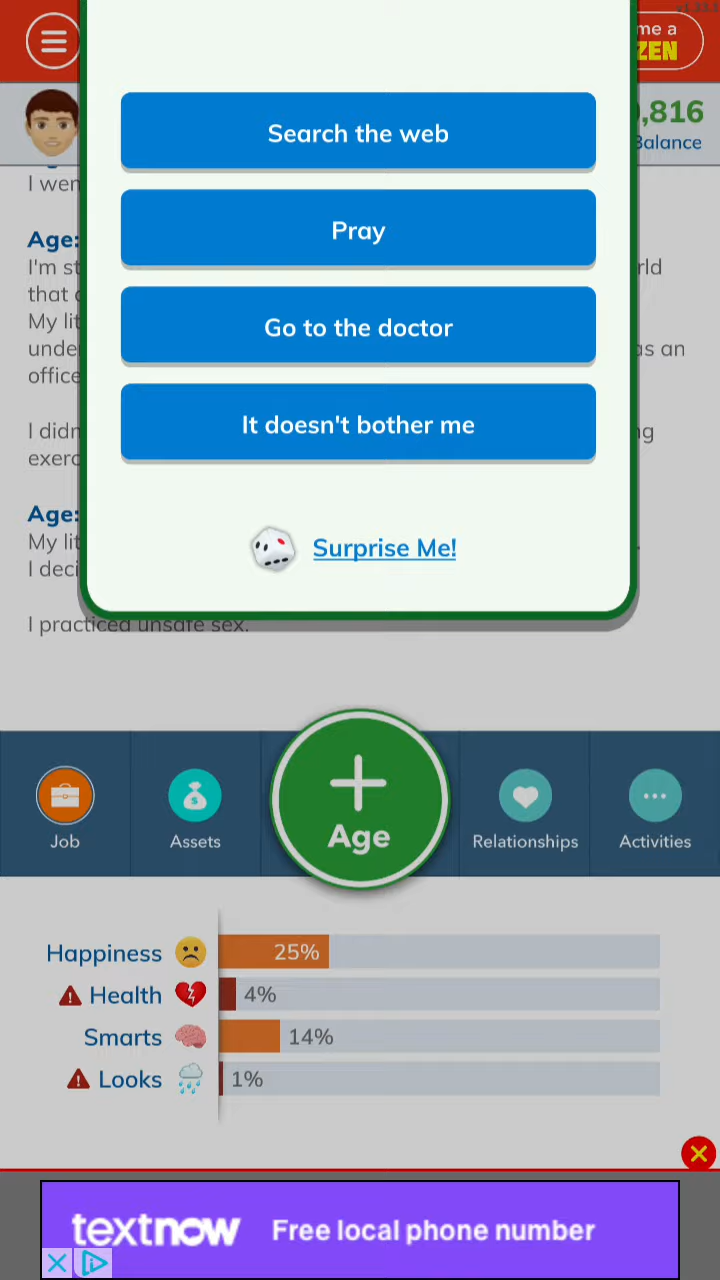 v1.33.1
me a
ZEN
Search the web
,816
Balance
I wen
Pray
Age:
I'm st
rld
that
My lit
Go to the doctor
unde
as an
office
It doesn't bother me
I didn
ng
exerc
Age:
My lit
Surprise Me!
I deci
I practiced unsafe sex.
Age
Job
Assets
Relationships
Activities
Happiness
25%
Health
4%
Smarts
14%
Looks
1%
textnow
Free local phone number